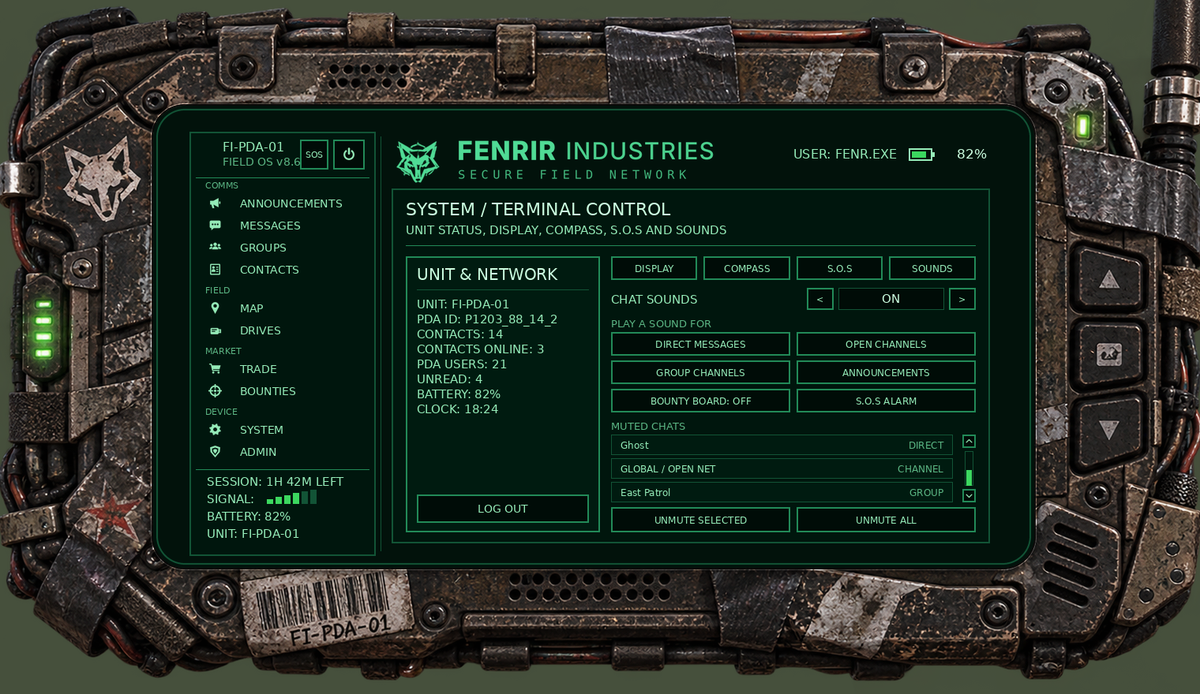 FI-PDA-01
FIELD OS v8.6
SOS
COMMS
ANNOUNCEMENTS
MESSAGES
GROUPS
CONTACTS
FIELD
MAP
DRIVES
MARKET
TRADE
BOUNTIES
DEVICE
SYSTEM
ADMIN
SESSION: 1H 42M LEFT
SIGNAL:
BATTERY: 82%
UNIT: FI-PDA-01
FENRIR INDUSTRIES
SECURE FIELD NETWORK
USER: FENR.EXE 82%
SYSTEM / TERMINAL CONTROL
UNIT STATUS, DISPLAY, COMPASS, S.O.S AND SOUNDS
UNIT & NETWORK
UNIT: FI-PDA-01
PDA ID: P1203_88_14_2
CONTACTS: 14
CONTACTS ONLINE: 3
PDA USERS: 21
UNREAD: 4
BATTERY: 82%
CLOCK: 18:24
LOG OUT
DISPLAY COMPASS S.O.S SOUNDS
CHAT SOUNDS < ON >
PLAY A SOUND FOR
DIRECT MESSAGES OPEN CHANNELS
GROUP CHANNELS ANNOUNCEMENTS
BOUNTY BOARD: OFF S.O.S ALARM
MUTED CHATS
Ghost DIRECT
GLOBAL / OPEN NET CHANNEL
East Patrol GROUP
UNMUTE SELECTED UNMUTE ALL
FI-PDA-01